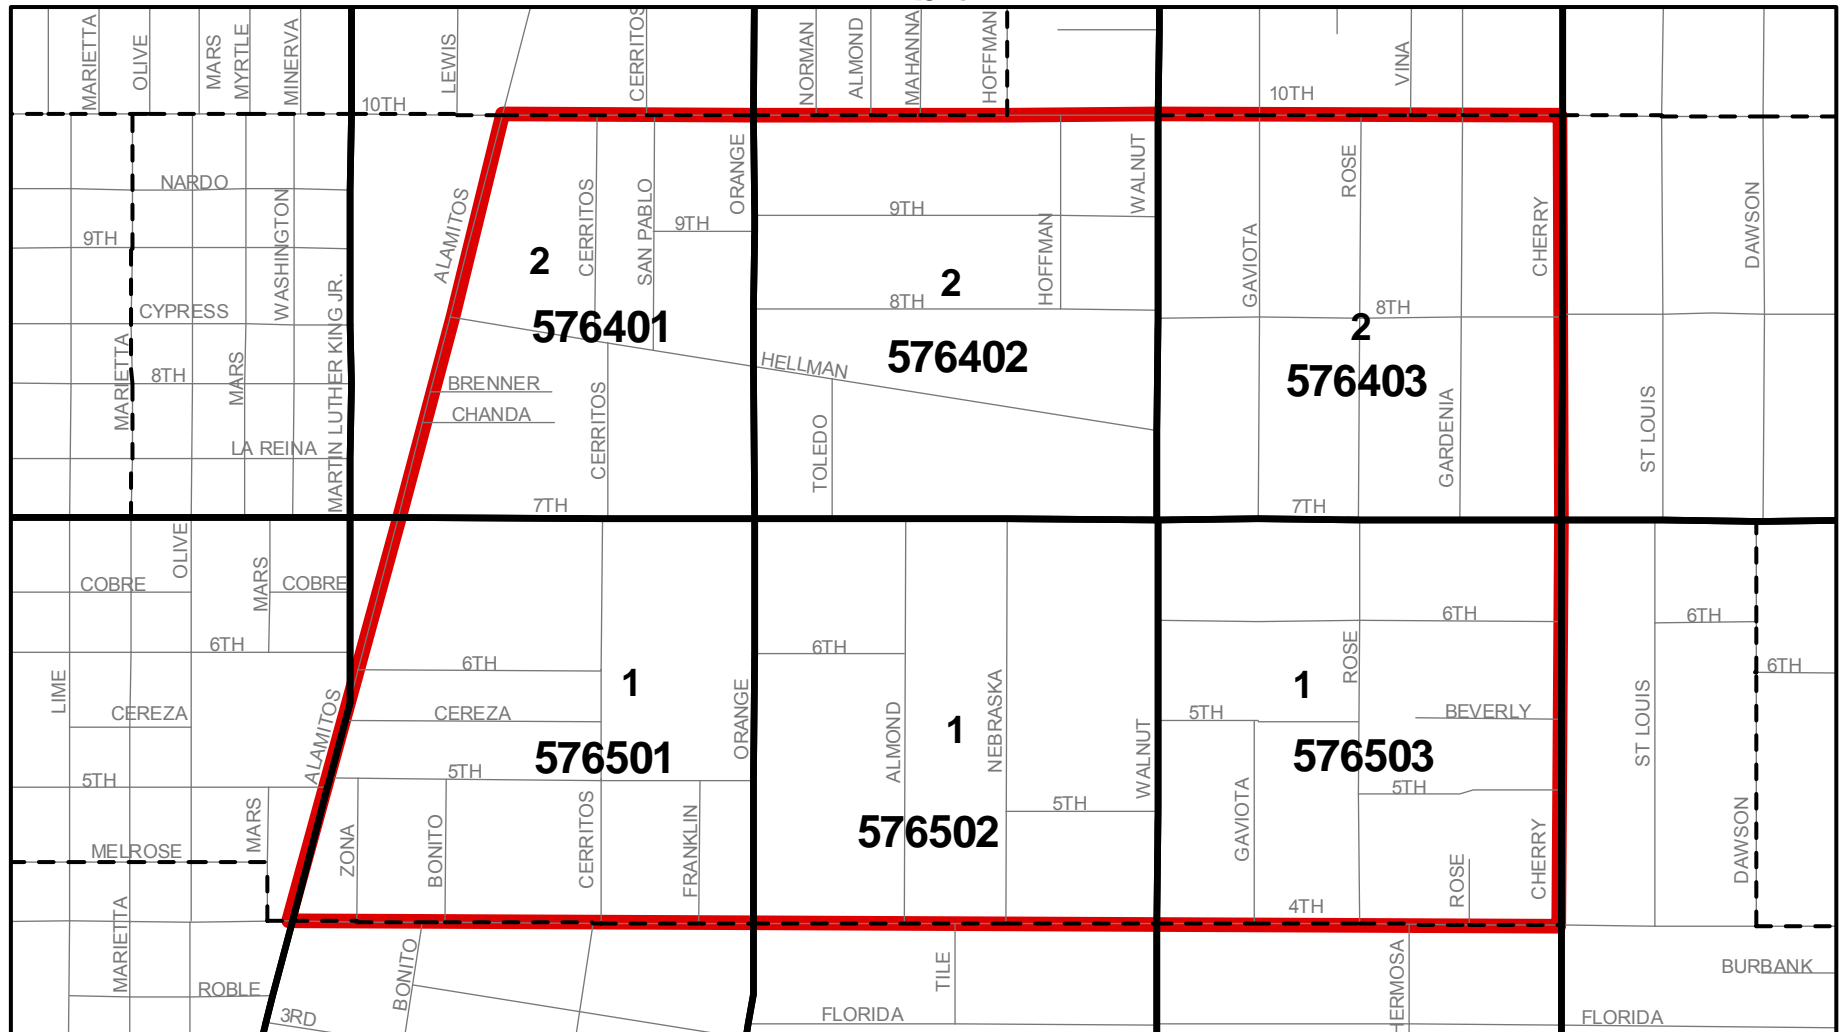 MARIETTA
OLIVE
MARS
MYRTLE
MINERVA
LEWIS
CERRITOS
NORMAN
ALMOND
MAHANNA
HOFFMAN
VINA
10TH
10TH
NARDO
9TH
WASHINGTON
CYPRESS
MARTIN LUTHER KING JR.
MARIETTA
8TH
MARS
LA REINA
ALAMITOS
2
576401
CERRITOS
SAN PABLO
ORANGE
9TH
BRENNER
CHANDA
CERRITOS
7TH
9TH
HOFFMAN
WALNUT
2
8TH
576402
HELLMAN
TOLEDO
ROSE
GAVIOTA
CHERRY
8TH
2
576403
GARDENIA
7TH
DAWSON
ST LOUIS
OLIVE
MARS
COBRE
COBRE
6TH
LIME
CEREZA
ALAMITOS
5TH
MARS
MELROSE
MARIETTA
ROBLE
3RD
6TH
1
CEREZA
ORANGE
576501
5TH
ZONA
BONITO
CERRITOS
FRANKLIN
BONITO
6TH
ALMOND
1
NEBRASKA
WALNUT
5TH
576502
TILE
FLORIDA
6TH
ROSE
1
5TH
BEVERLY
576503
5TH
GAVIOTA
ROSE
CHERRY
4TH
HERMOSA
6TH
6TH
ST LOUIS
DAWSON
BURBANK
FLORIDA